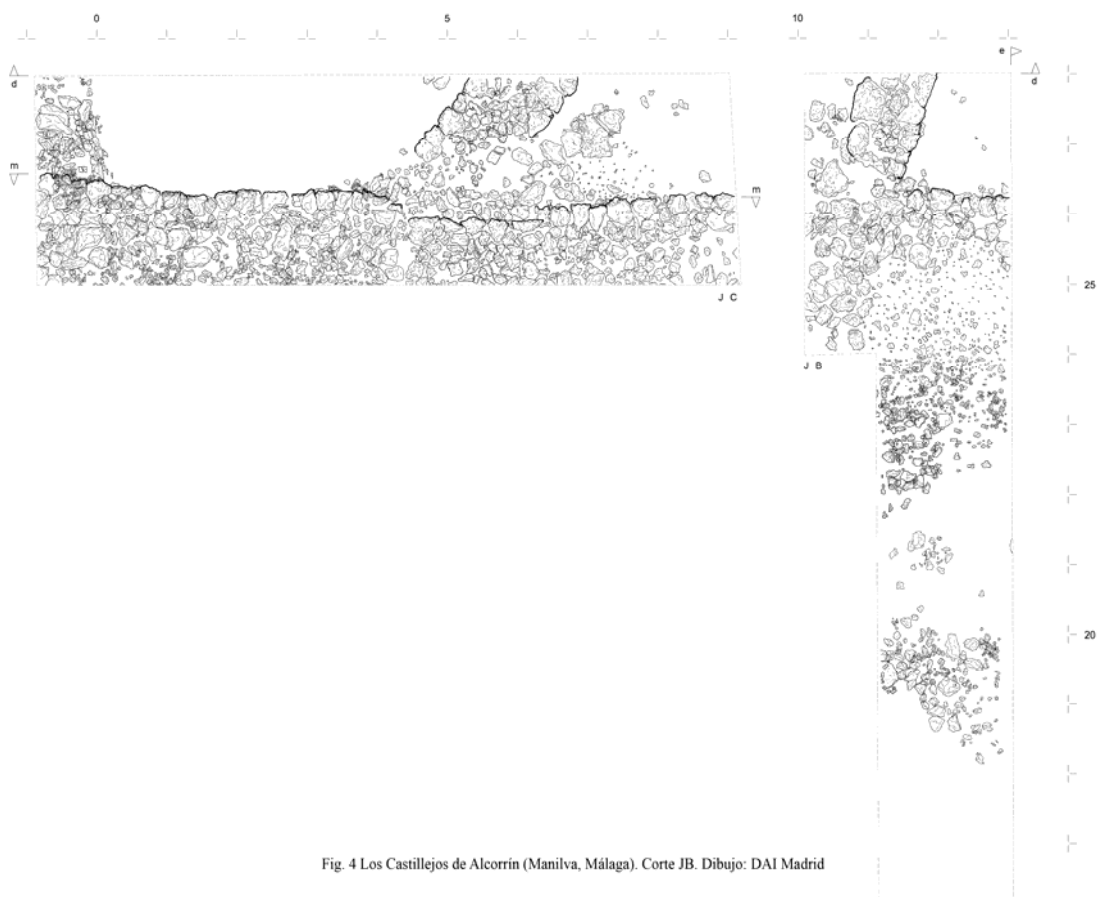 0 5 10
e
d d
m
m
25
J C
J B
20
Fig. 4 Los Castillejos de Alcorrín (Manilva, Málaga). Corte JB. Dibujo: DAI Madrid